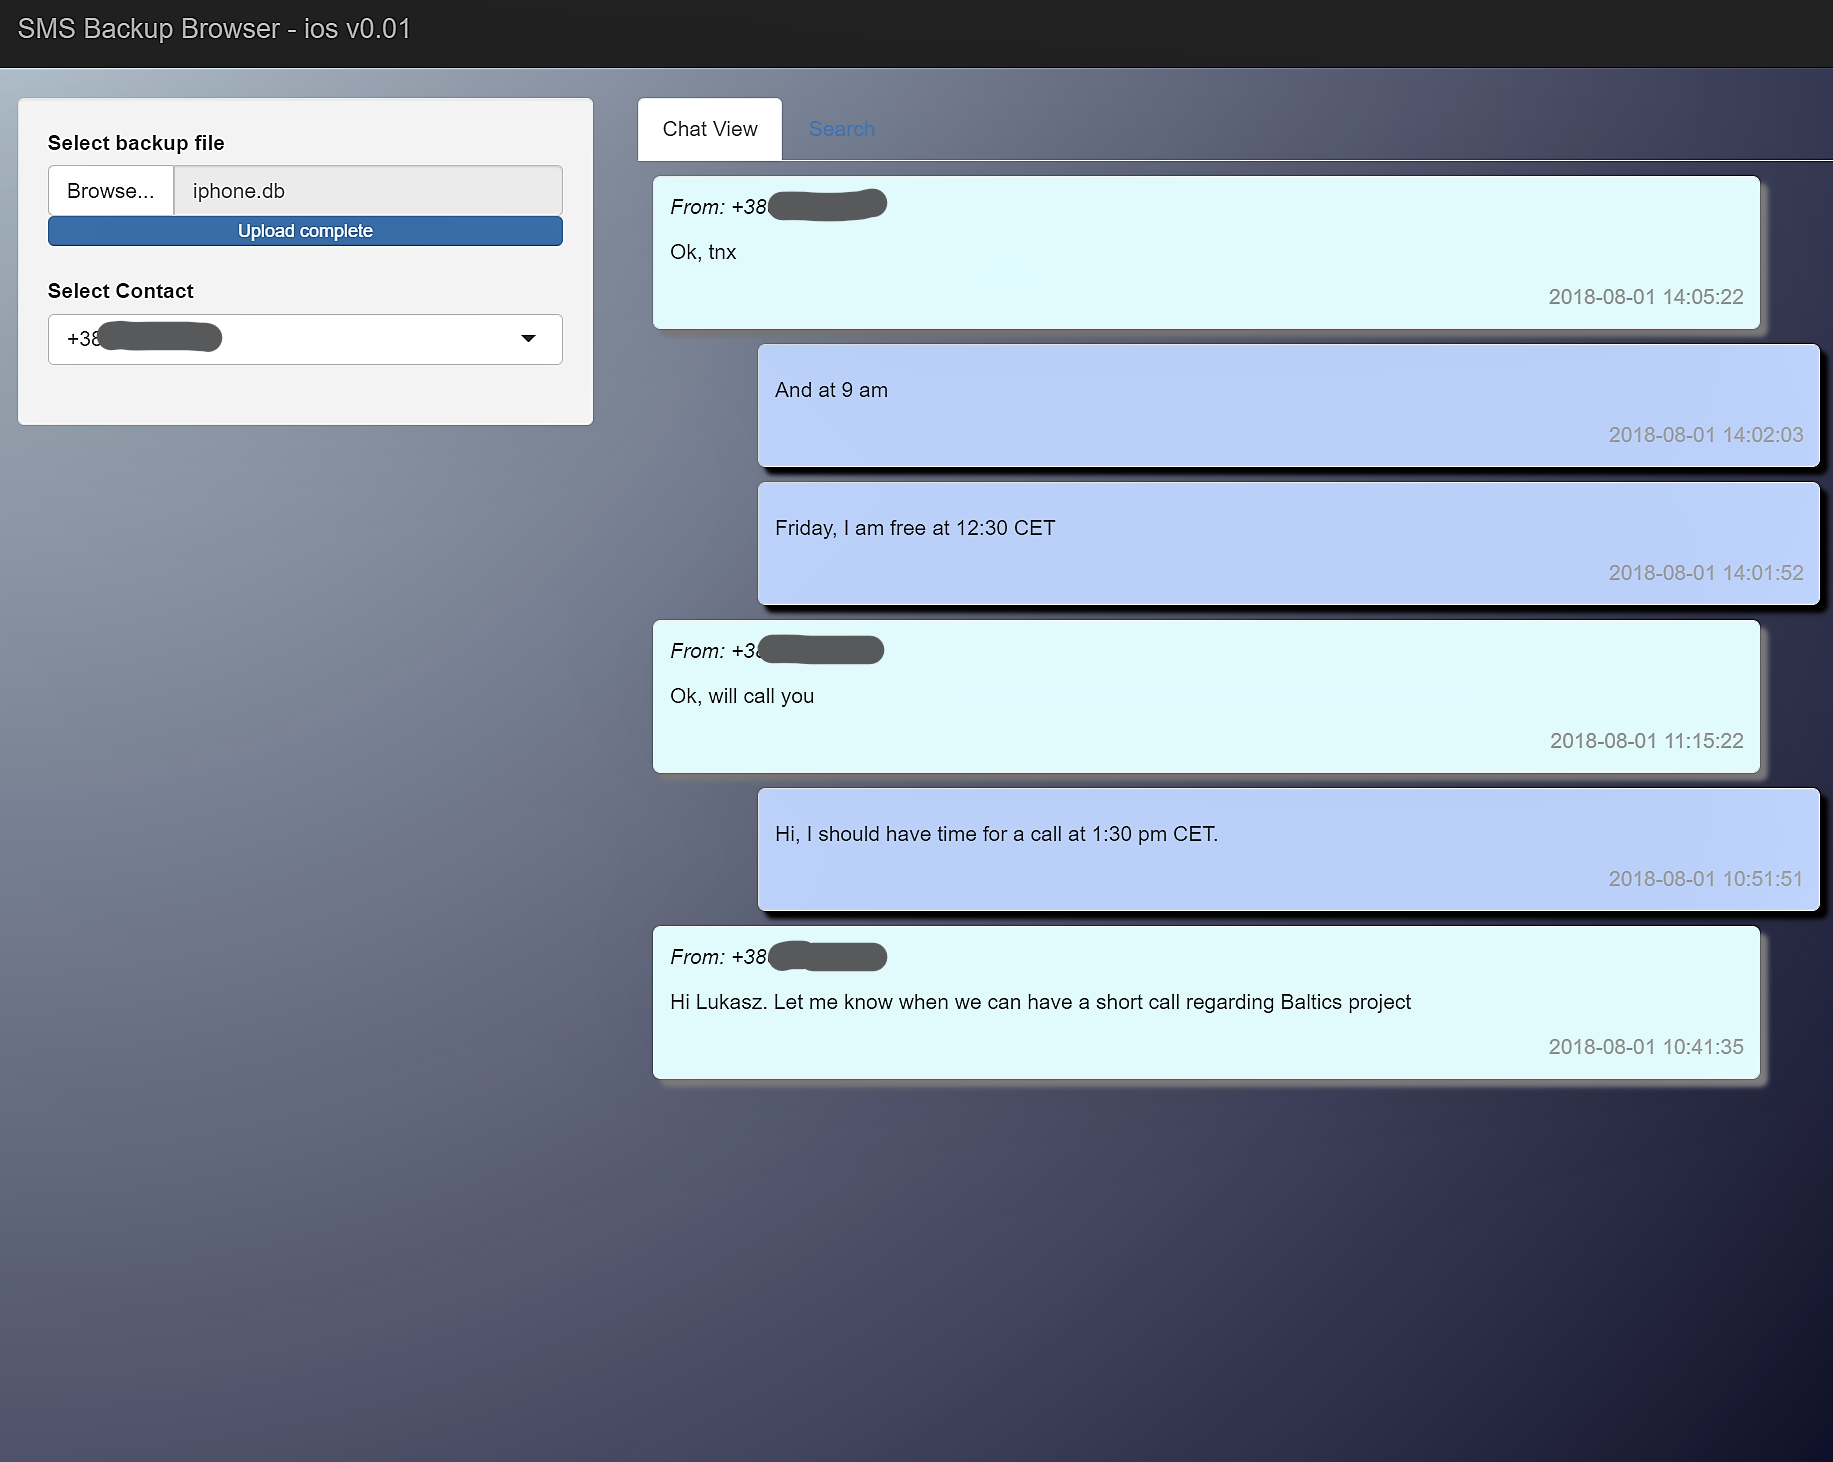 SMS Backup Browser - ios v0.01
Select backup file
Browse... iphone.db
Upload complete
Select Contact
+38
Chat View Search
From: +38
Ok, tnx
2018-08-01 14:05:22
And at 9 am
2018-08-01 14:02:03
Friday, I am free at 12:30 CET
2018-08-01 14:01:52
From: +38
Ok, will call you
2018-08-01 11:15:22
Hi, I should have time for a call at 1:30 pm CET.
2018-08-01 10:51:51
From: +38
Hi Lukasz. Let me know when we can have a short call regarding Baltics project
2018-08-01 10:41:35